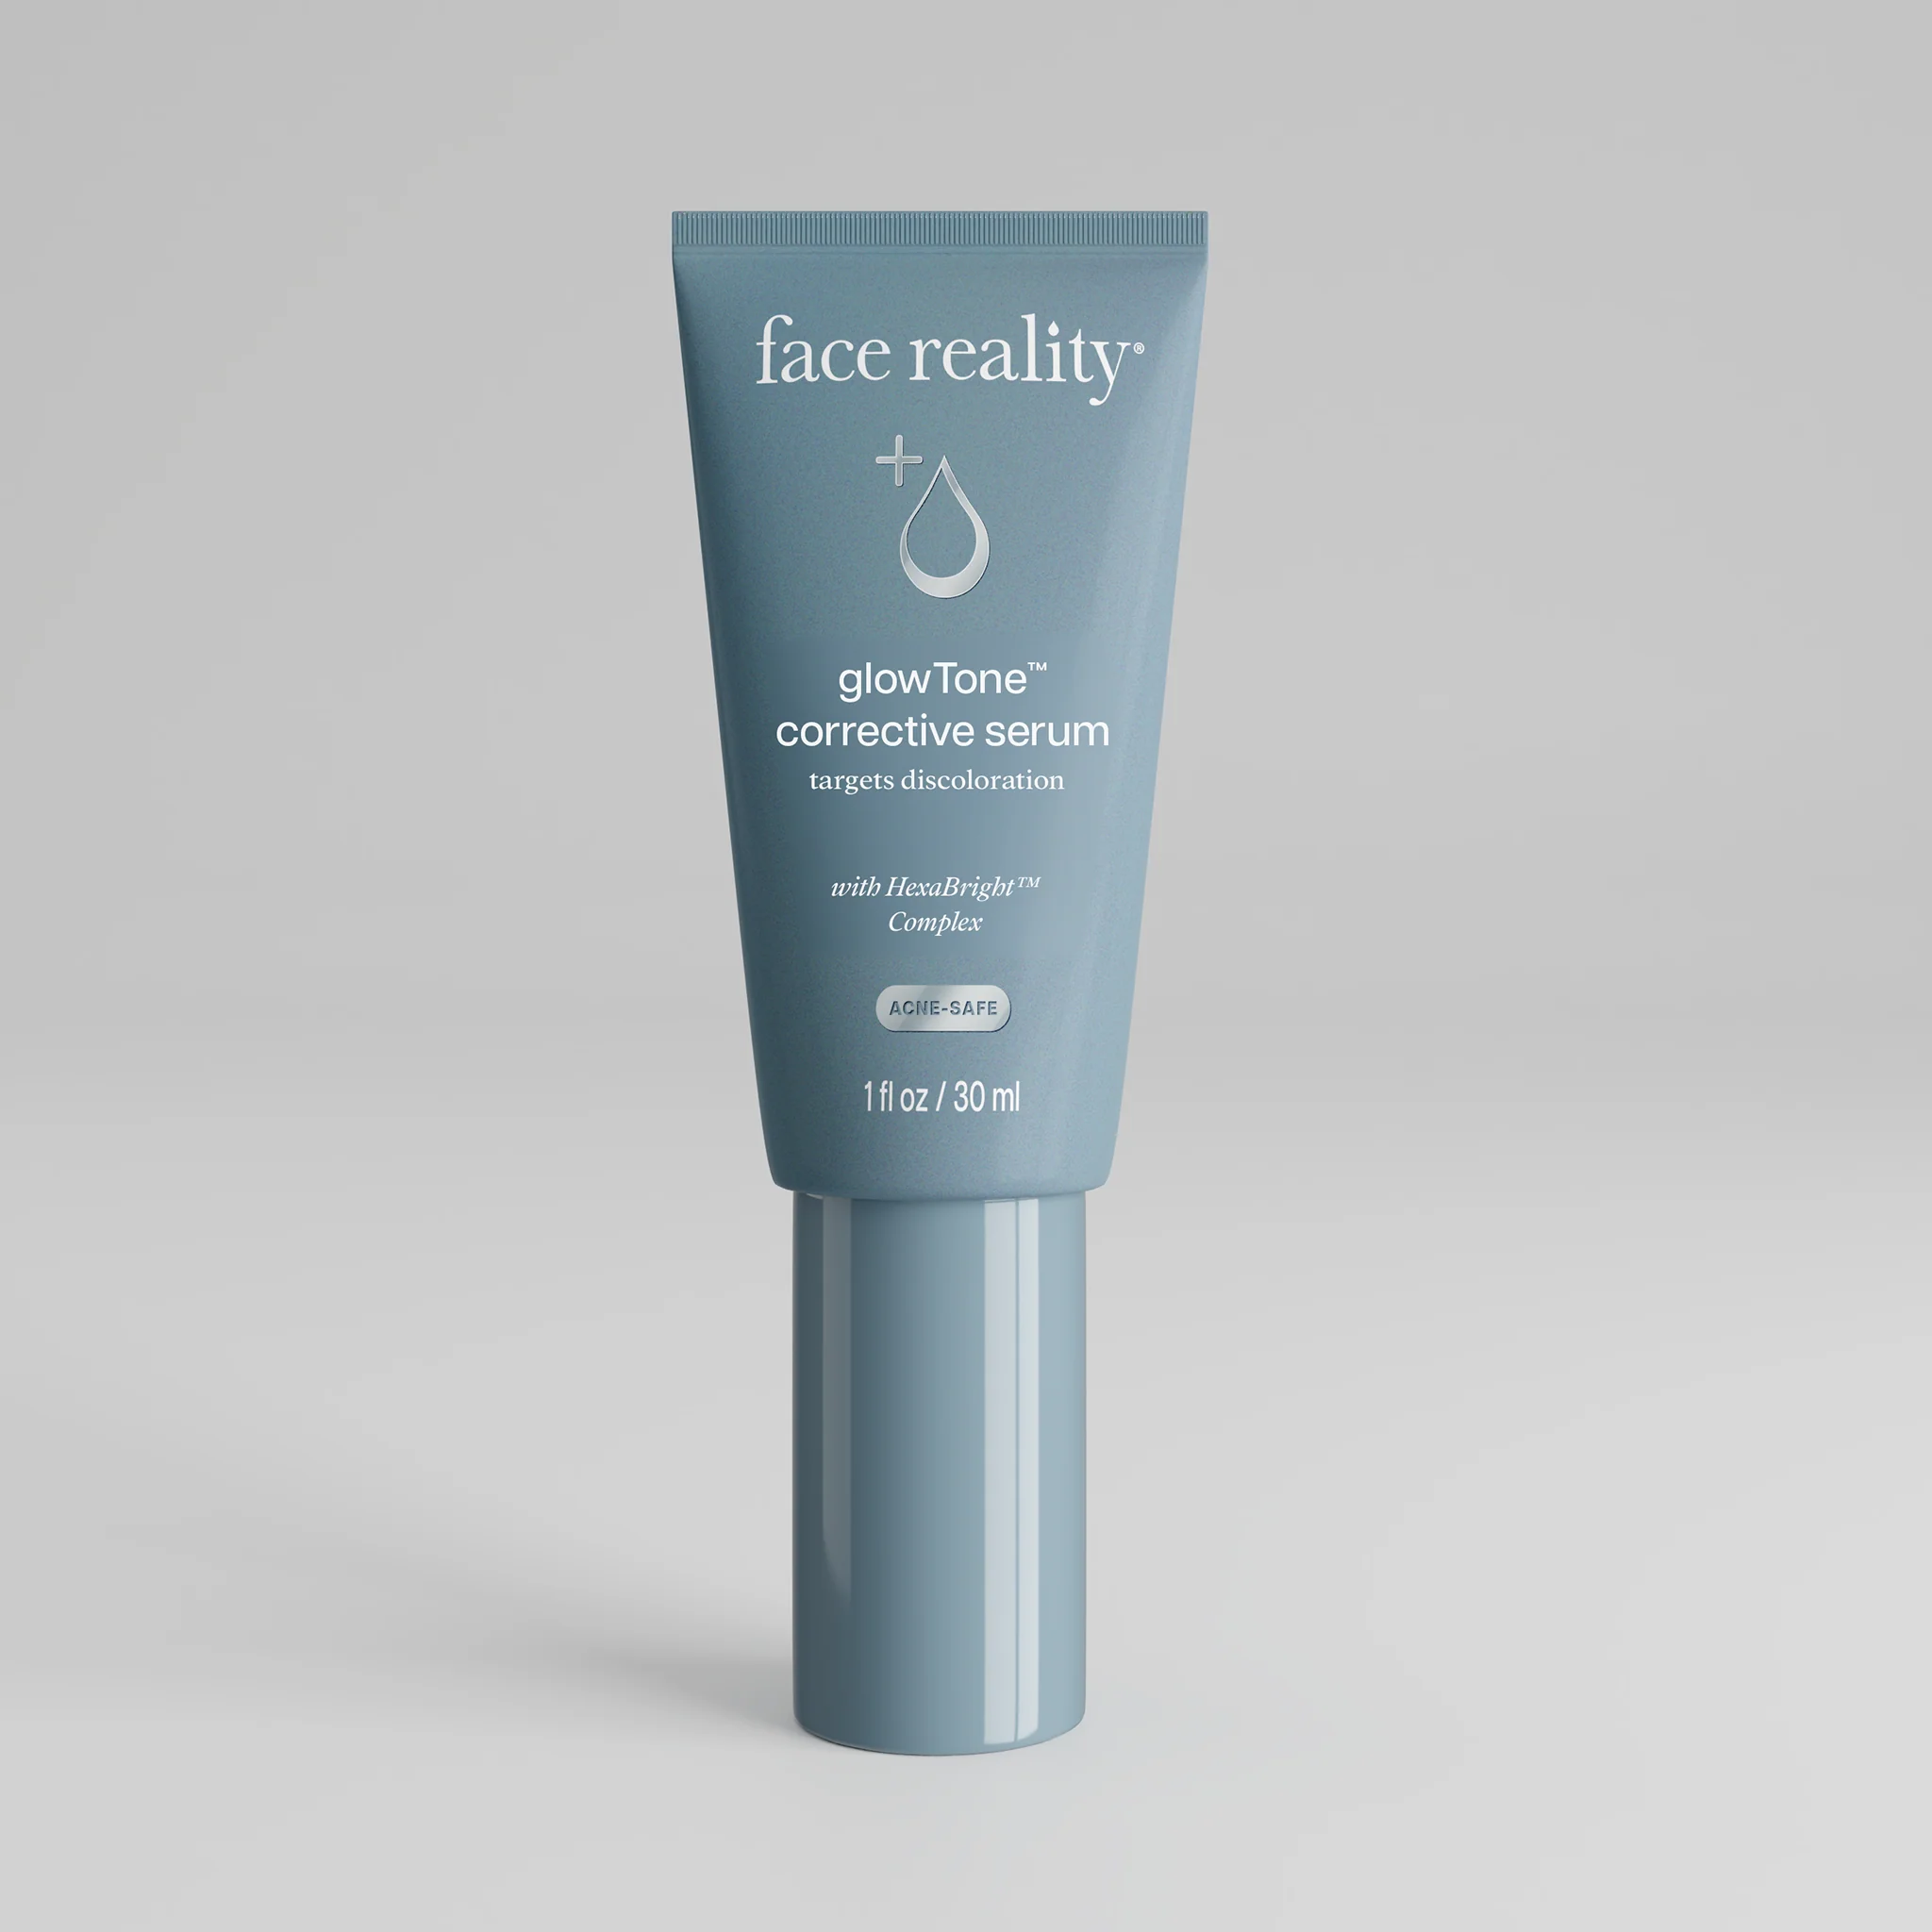 face reality®
glowTone™
corrective serum
targets discoloration
with HexaBright™
Complex
ACNE-SAFE
1 fl oz / 30 ml